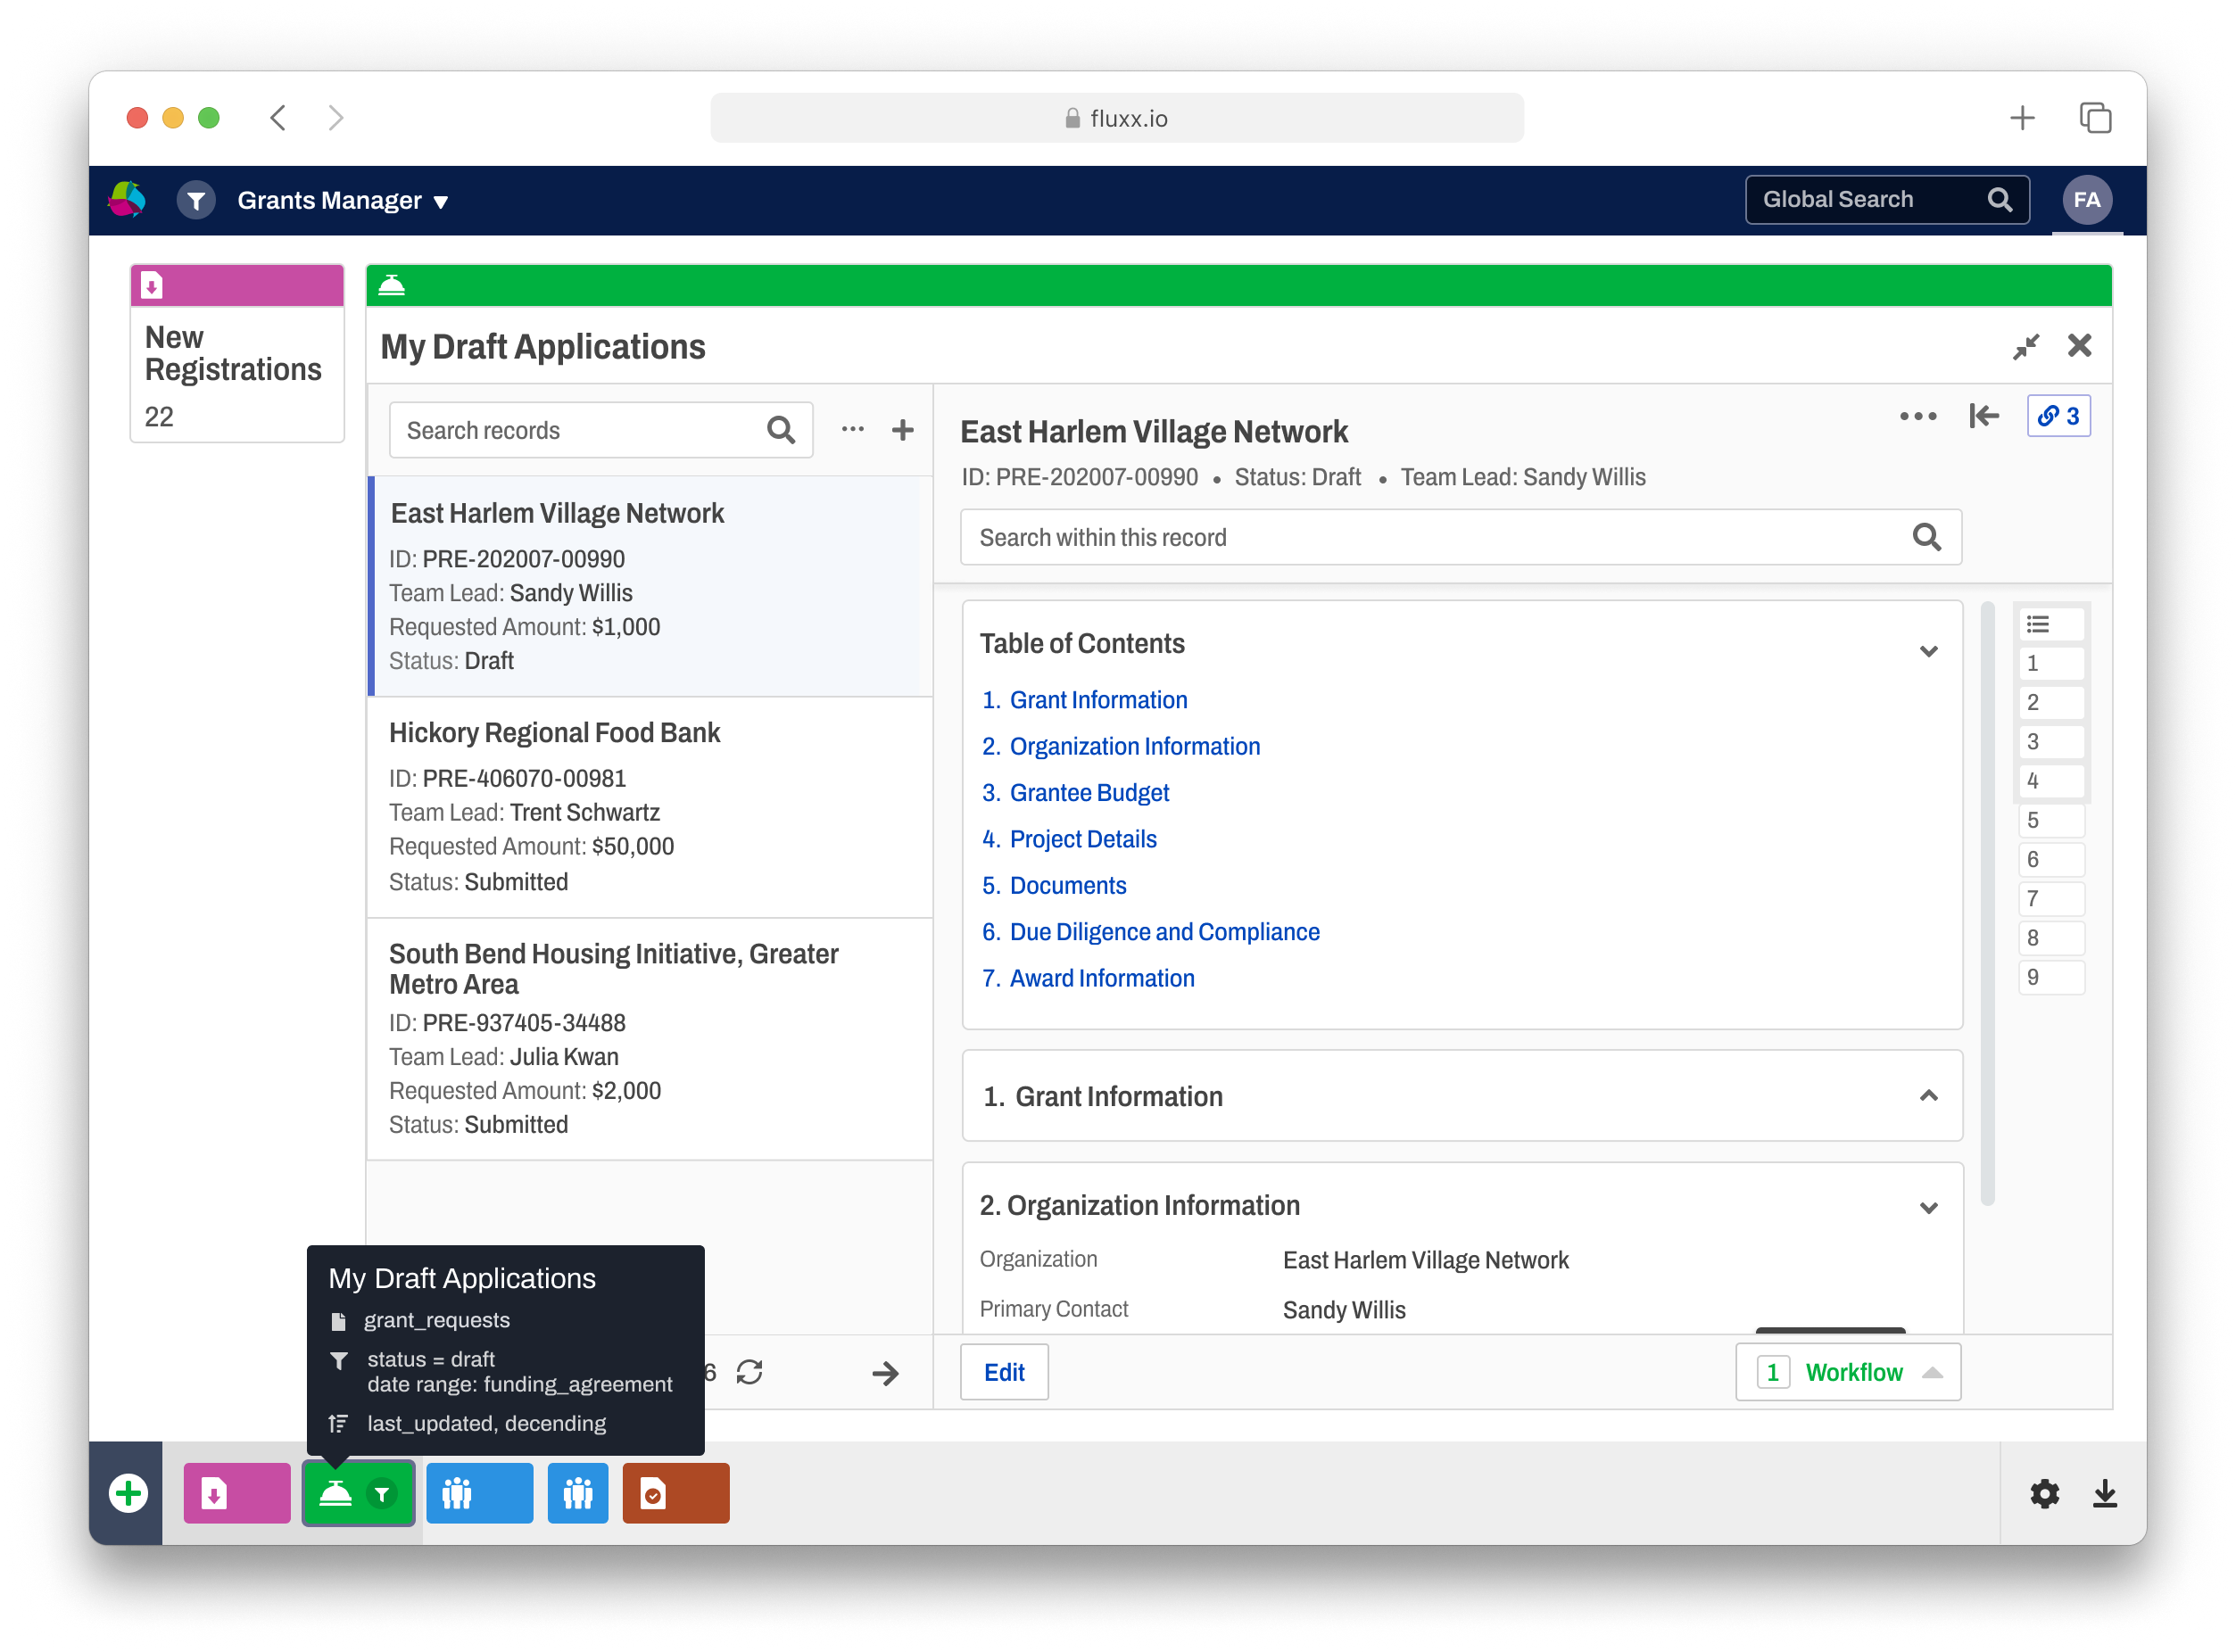 fluxx.io
Grants Manager
Global Search
FA
New
Registrations
22
My Draft Applications
Search records
East Harlem Village Network
ID: PRE-202007-00990
Team Lead: Sandy Willis
Requested Amount: $1,000
Status: Draft
Hickory Regional Food Bank
ID: PRE-406070-00981
Team Lead: Trent Schwartz
Requested Amount: $50,000
Status: Submitted
South Bend Housing Initiative, Greater
Metro Area
ID: PRE-937405-34488
Team Lead: Julia Kwan
Requested Amount: $2,000
Status: Submitted
6
East Harlem Village Network
3
ID: PRE-202007-00990 • Status: Draft • Team Lead: Sandy Willis
Search within this record
Table of Contents
1. Grant Information
2. Organization Information
3. Grantee Budget
4. Project Details
5. Documents
6. Due Diligence and Compliance
7. Award Information
1. Grant Information
2. Organization Information
Organization East Harlem Village Network
Primary Contact Sandy Willis
1
2
3
4
5
6
7
8
9
Edit
1 Workflow
My Draft Applications
grant_requests
status = draft
date range: funding_agreement
last_updated, decending